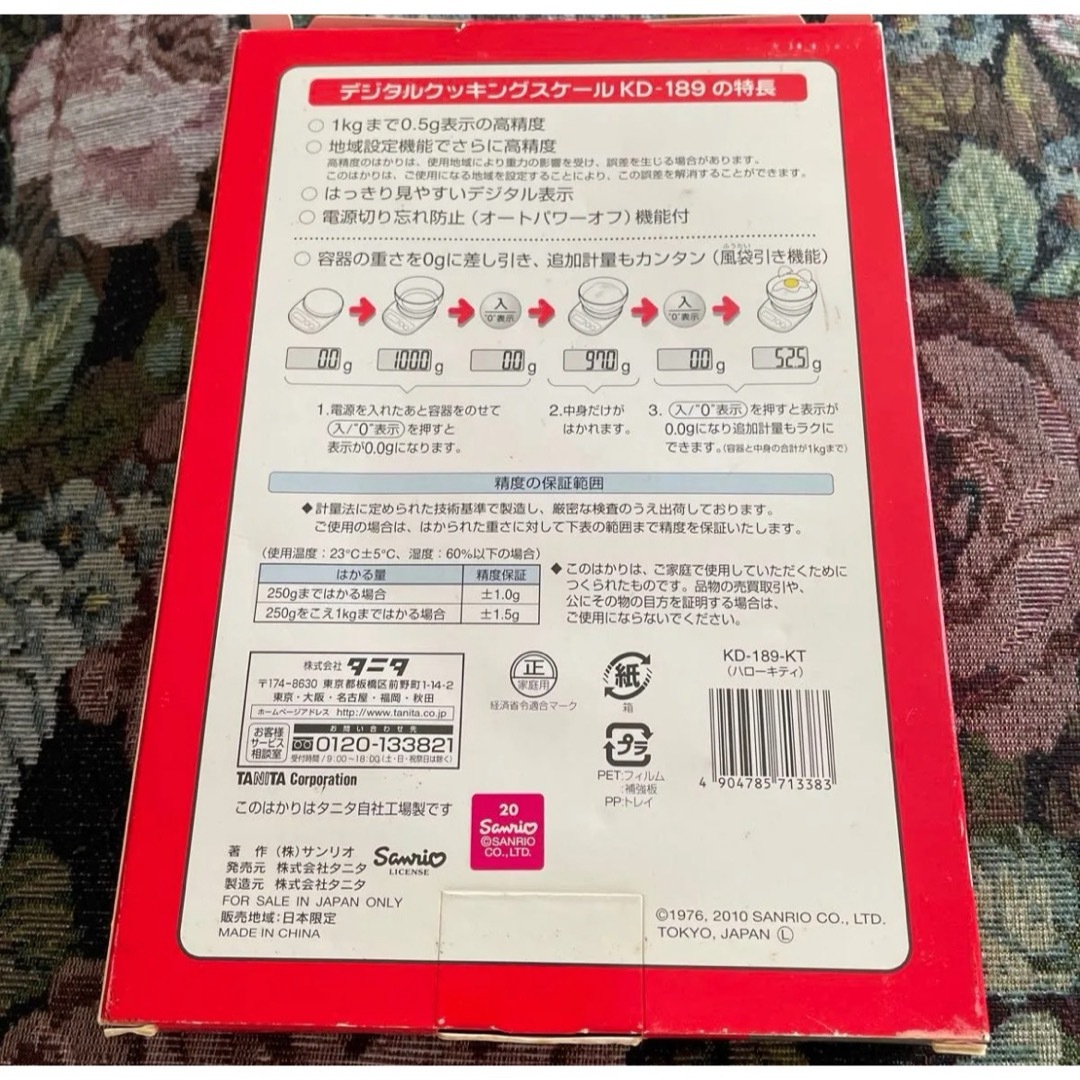 デジタルクッキングスケール KD-189 の特長
○ 1kgまで0.5g表示の高精度
○ 地域設定機能でさらに高精度
高精度のはかりは、使用地域により重力の影響を受け、誤差を生じる場合があります。
このはかりは、ご使用になる地域を設定することにより、この誤差を解消することができます。
○ はっきり見やすいデジタル表示
○ 電源切り忘れ防止（オートパワーオフ）機能付
ふうたい
○ 容器の重さを0gに差し引き、追加計量もカンタン（風袋引き機能）
入 "0"表示 入 "0"表示
0.0 g 100.0 g 0.0 g 97.0 g 0.0 g 52.5 g
1.電源を入れたあと容器をのせて
入/"0"表示 を押すと
表示が0.0gになります。
2.中身だけが
はかれます。
3. 入/"0"表示 を押すと表示が
0.0gになり追加計量もラクに
できます。（容器と中身の合計が1kgまで）
精度の保証範囲
◆計量法に定められた技術基準で製造し、厳密な検査のうえ出荷しております。
ご使用の場合は、はかられた重さに対して下表の範囲まで精度を保証いたします。
（使用温度：23℃±5℃、湿度：60％以下の場合）
はかる量 精度保証
250gまではかる場合 ±1.0g
250gをこえ1kgまではかる場合 ±1.5g
◆このはかりは、ご家庭で使用していただくために
つくられたものです。品物の売買取引や、
公にその物の目方を証明する場合は、
ご使用にならないでください。
株式会社 タニタ
〒174-8630 東京都板橋区前野町1-14-2
東京・大阪・名古屋・福岡・秋田
ホームページアドレス http://www.tanita.co.jp
お客様
サービス
相談室
お問い合わせ先
0120-133821
受付時間／9:00～18:00（土・日・祝祭日は除く）
TANITA Corporation
このはかりはタニタ自社工場製です
正
家庭用
経済省令適合マーク
紙
箱
プラ
PET:フィルム
:補強板
PP:トレイ
KD-189-KT
（ハローキティ）
4 904785 713383
20
Sanrio
©SANRIO
CO., LTD.
著 作 （株）サンリオ
発売元 株式会社タニタ
製造元 株式会社タニタ
Sanrio
LICENSE
FOR SALE IN JAPAN ONLY
販売地域：日本限定
MADE IN CHINA
©1976, 2010 SANRIO CO., LTD.
TOKYO, JAPAN Ⓛ